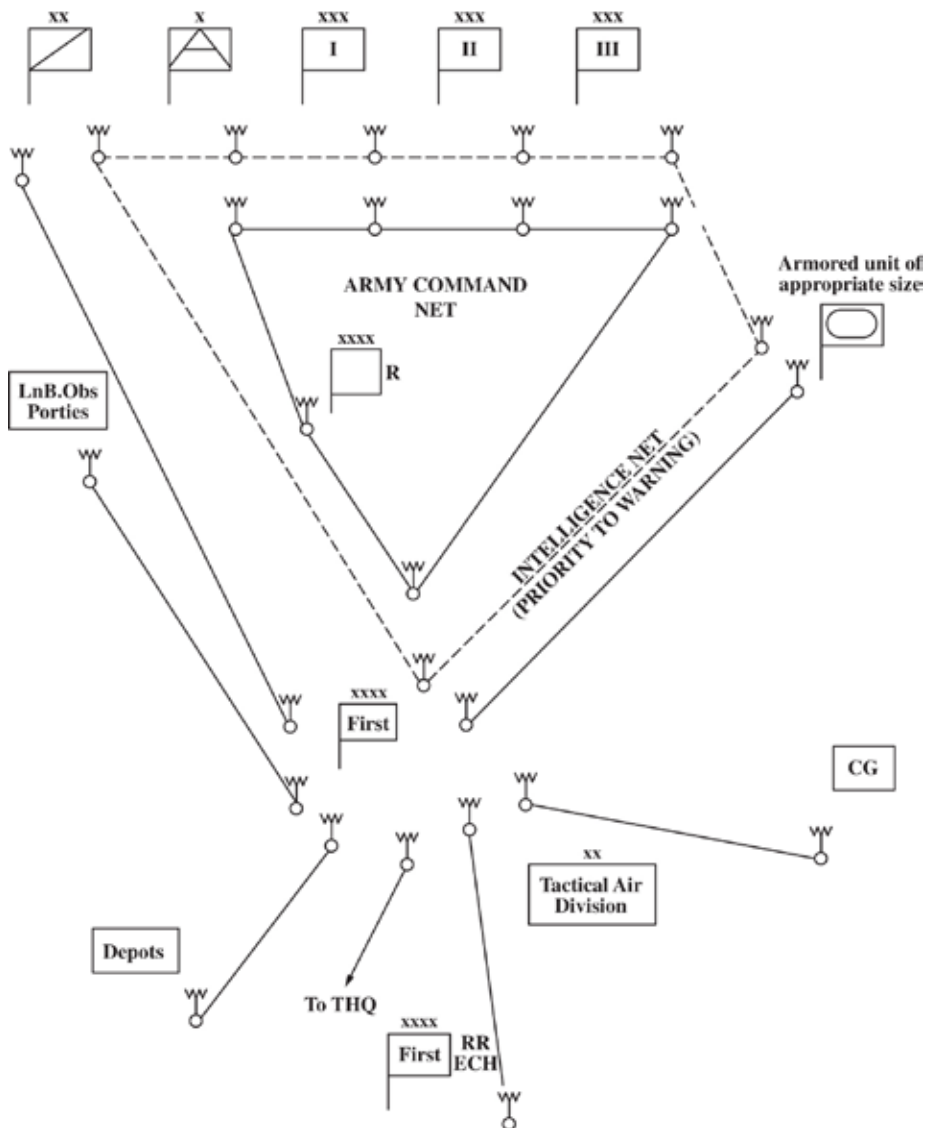 xx
x
xxx
xxx
xxx
I
II
III
Armored unit of
appropriate size
ARMY COMMAND
NET
xxxx
R
LnB.Obs
Porties
INTELLIGENCE NET
(PRIORITY TO WARNING)
xxxx
First
CG
xx
Tactical Air
Division
Depots
To THQ
xxxx
First
RR
ECH